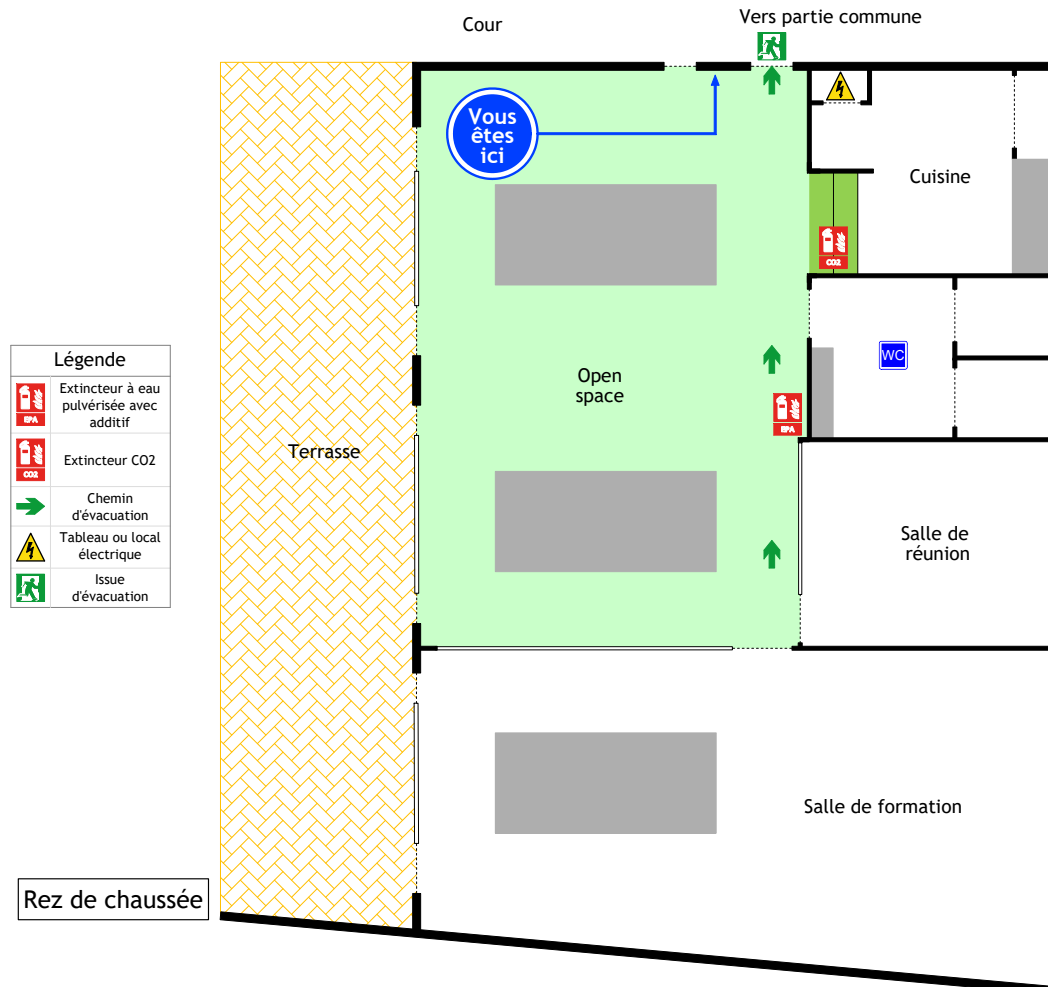 Cour
Vers partie commune
Vous
êtes
ici
Cuisine
CO2
WC
Open
space
EPA
Légende
Extincteur à eau
pulvérisée avec
additif
EPA
Extincteur CO2
CO2
Chemin
d'évacuation
Tableau ou local
électrique
Issue
d'évacuation
Terrasse
Salle de
réunion
Salle de formation
Rez de chaussée